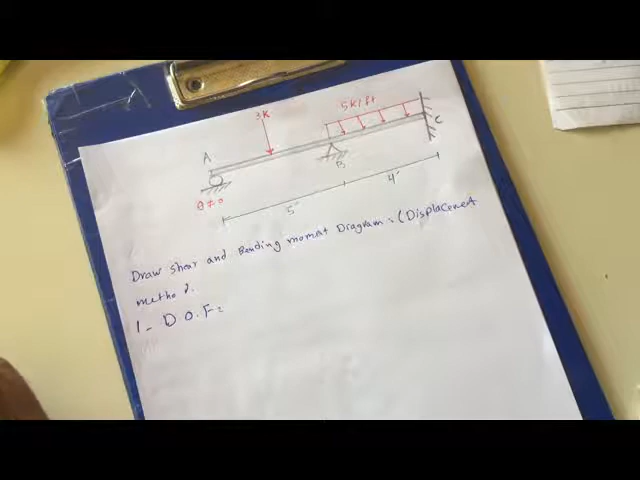 3K
5K/ft
A
B
C
θ≠0
5'
4'
Draw shear and Bending moment Diagram: (Displacement
method).
1- D O.F: